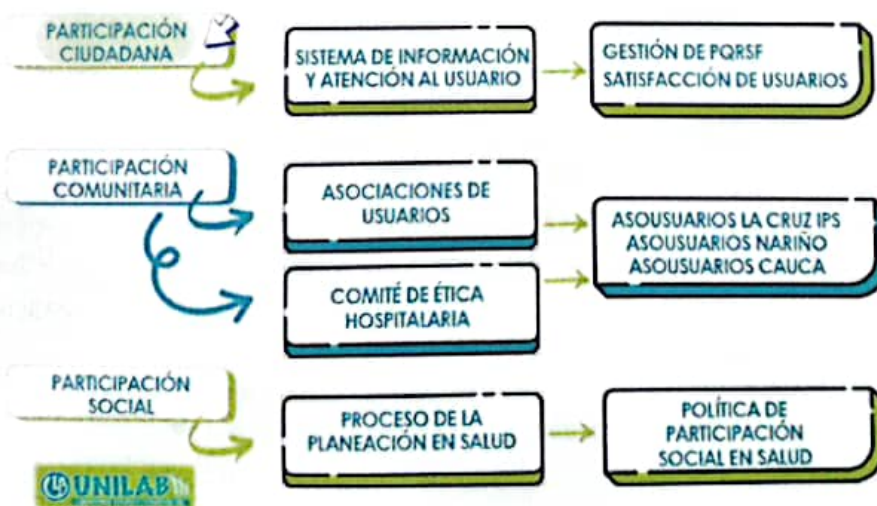 PARTICIPACIÓN
CIUDADANA
SISTEMA DE INFORMACIÓN
Y ATENCIÓN AL USUARIO
GESTIÓN DE PQRSF
SATISFACCIÓN DE USUARIOS
PARTICIPACIÓN
COMUNITARIA
ASOCIACIONES DE
USUARIOS
ASOUSUARIOS LA CRUZ IPS
ASOUSUARIOS NARIÑO
ASOUSUARIOS CAUCA
COMITÉ DE ÉTICA
HOSPITALARIA
PARTICIPACIÓN
SOCIAL
PROCESO DE LA
PLANEACIÓN EN SALUD
POLÍTICA DE
PARTICIPACIÓN
SOCIAL EN SALUD
UNILAB